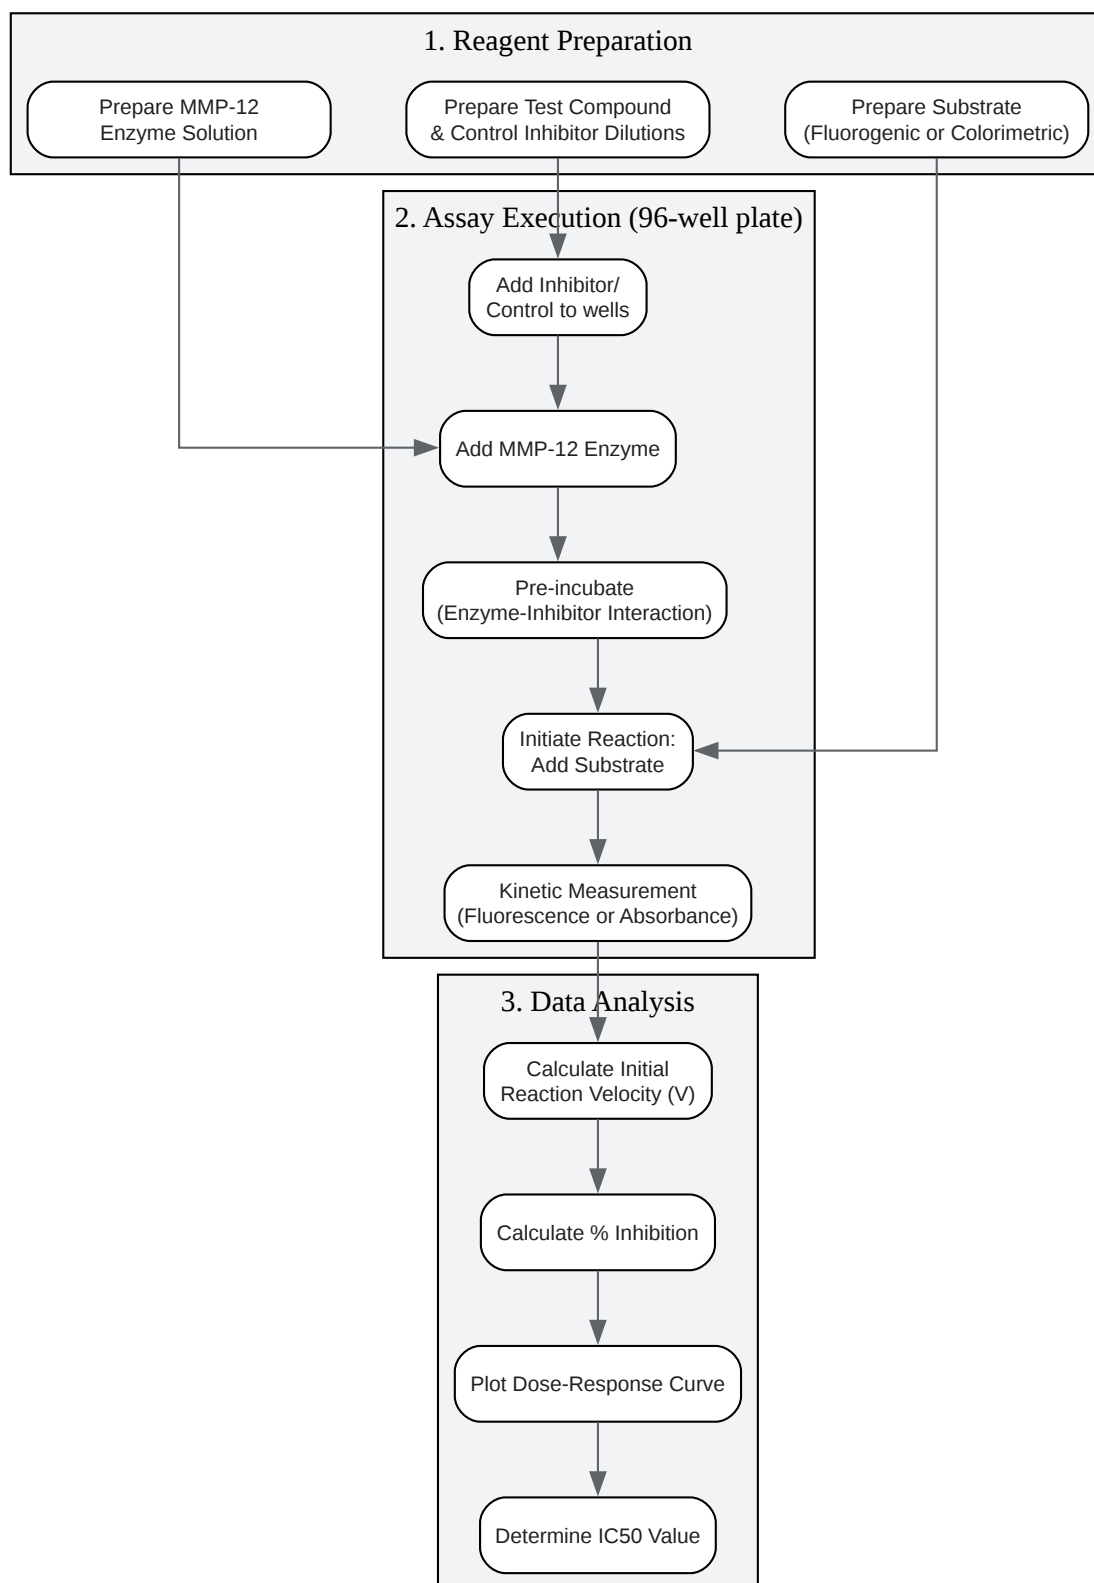 1. Reagent Preparation
Prepare MMP-12
Enzyme Solution
Prepare Test Compound
& Control Inhibitor Dilutions
Prepare Substrate
(Fluorogenic or Colorimetric)
2. Assay Execution (96-well plate)
Add Inhibitor/
Control to wells
Add MMP-12 Enzyme
Pre-incubate
(Enzyme-Inhibitor Interaction)
Initiate Reaction:
Add Substrate
Kinetic Measurement
(Fluorescence or Absorbance)
3. Data Analysis
Calculate Initial
Reaction Velocity (V)
Calculate % Inhibition
Plot Dose-Response Curve
Determine IC50 Value